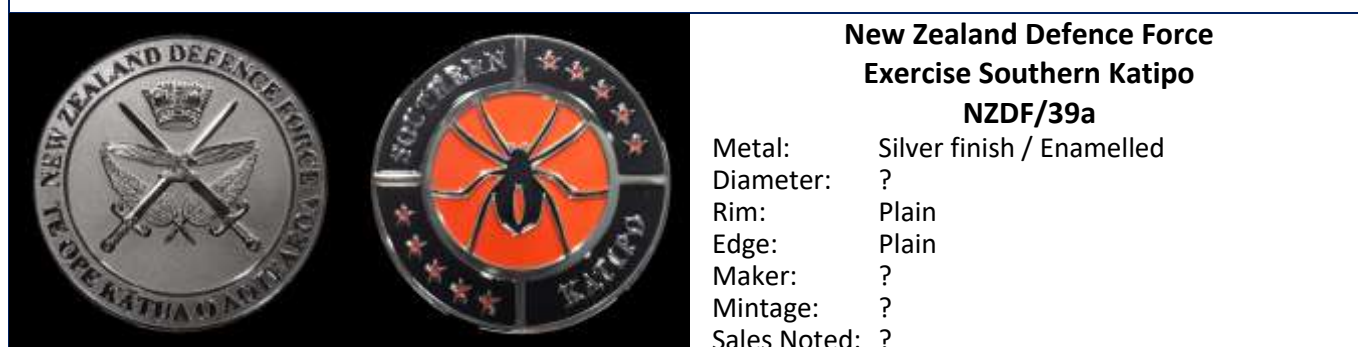 NEW ZEALAND DEFENCE FORCE
TE OPE KĀTUA O AOTEAROA
SOUTHERN
KATIPO
New Zealand Defence Force
Exercise Southern Katipo
NZDF/39a
Metal: Silver finish / Enamelled
Diameter: ?
Rim: Plain
Edge: Plain
Maker: ?
Mintage: ?
Sales Noted: ?